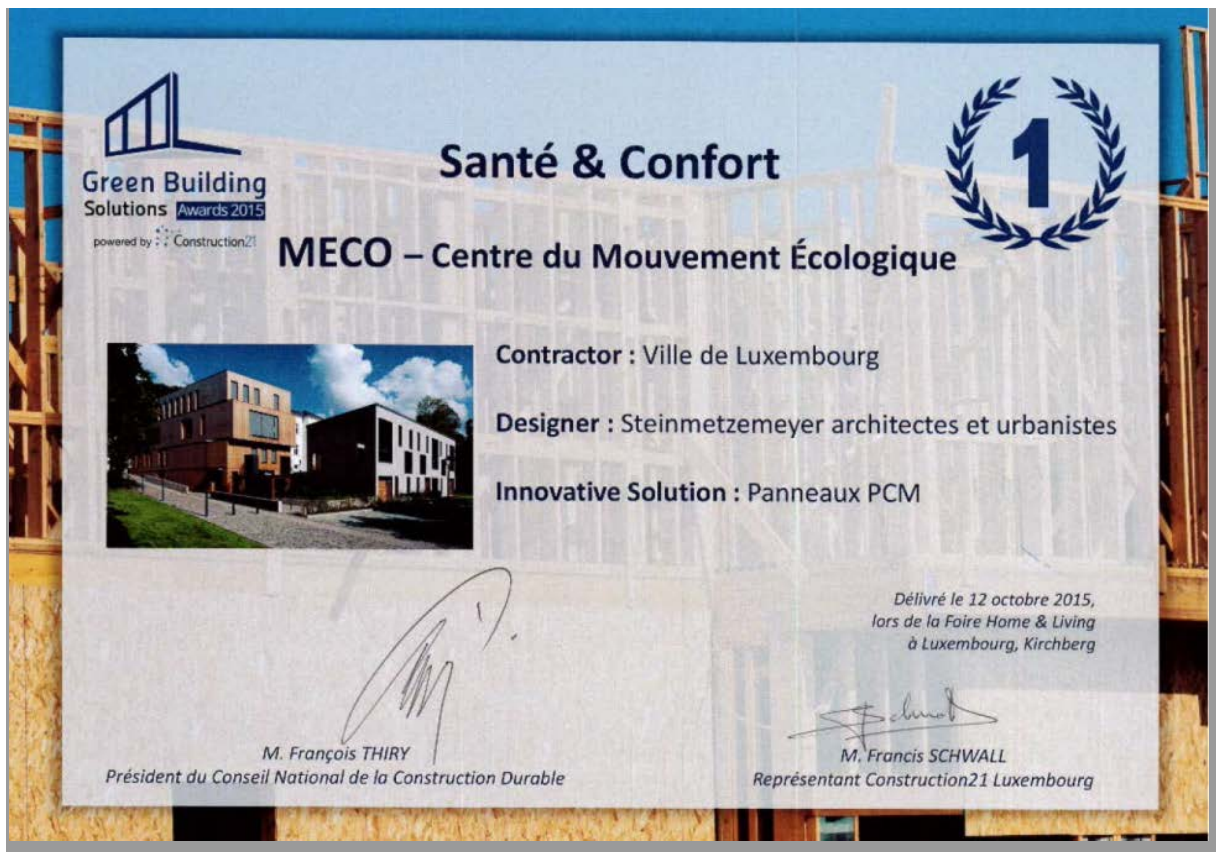 Green Building
Solutions Awards 2015
powered by Construction21
Santé & Confort
1
MECO – Centre du Mouvement Écologique
Contractor : Ville de Luxembourg
Designer : Steinmetzemeyer architectes et urbanistes
Innovative Solution : Panneaux PCM
Délivré le 12 octobre 2015,
lors de la Foire Home & Living
à Luxembourg, Kirchberg
M. François THIRY
Président du Conseil National de la Construction Durable
M. Francis SCHWALL
Représentant Construction21 Luxembourg